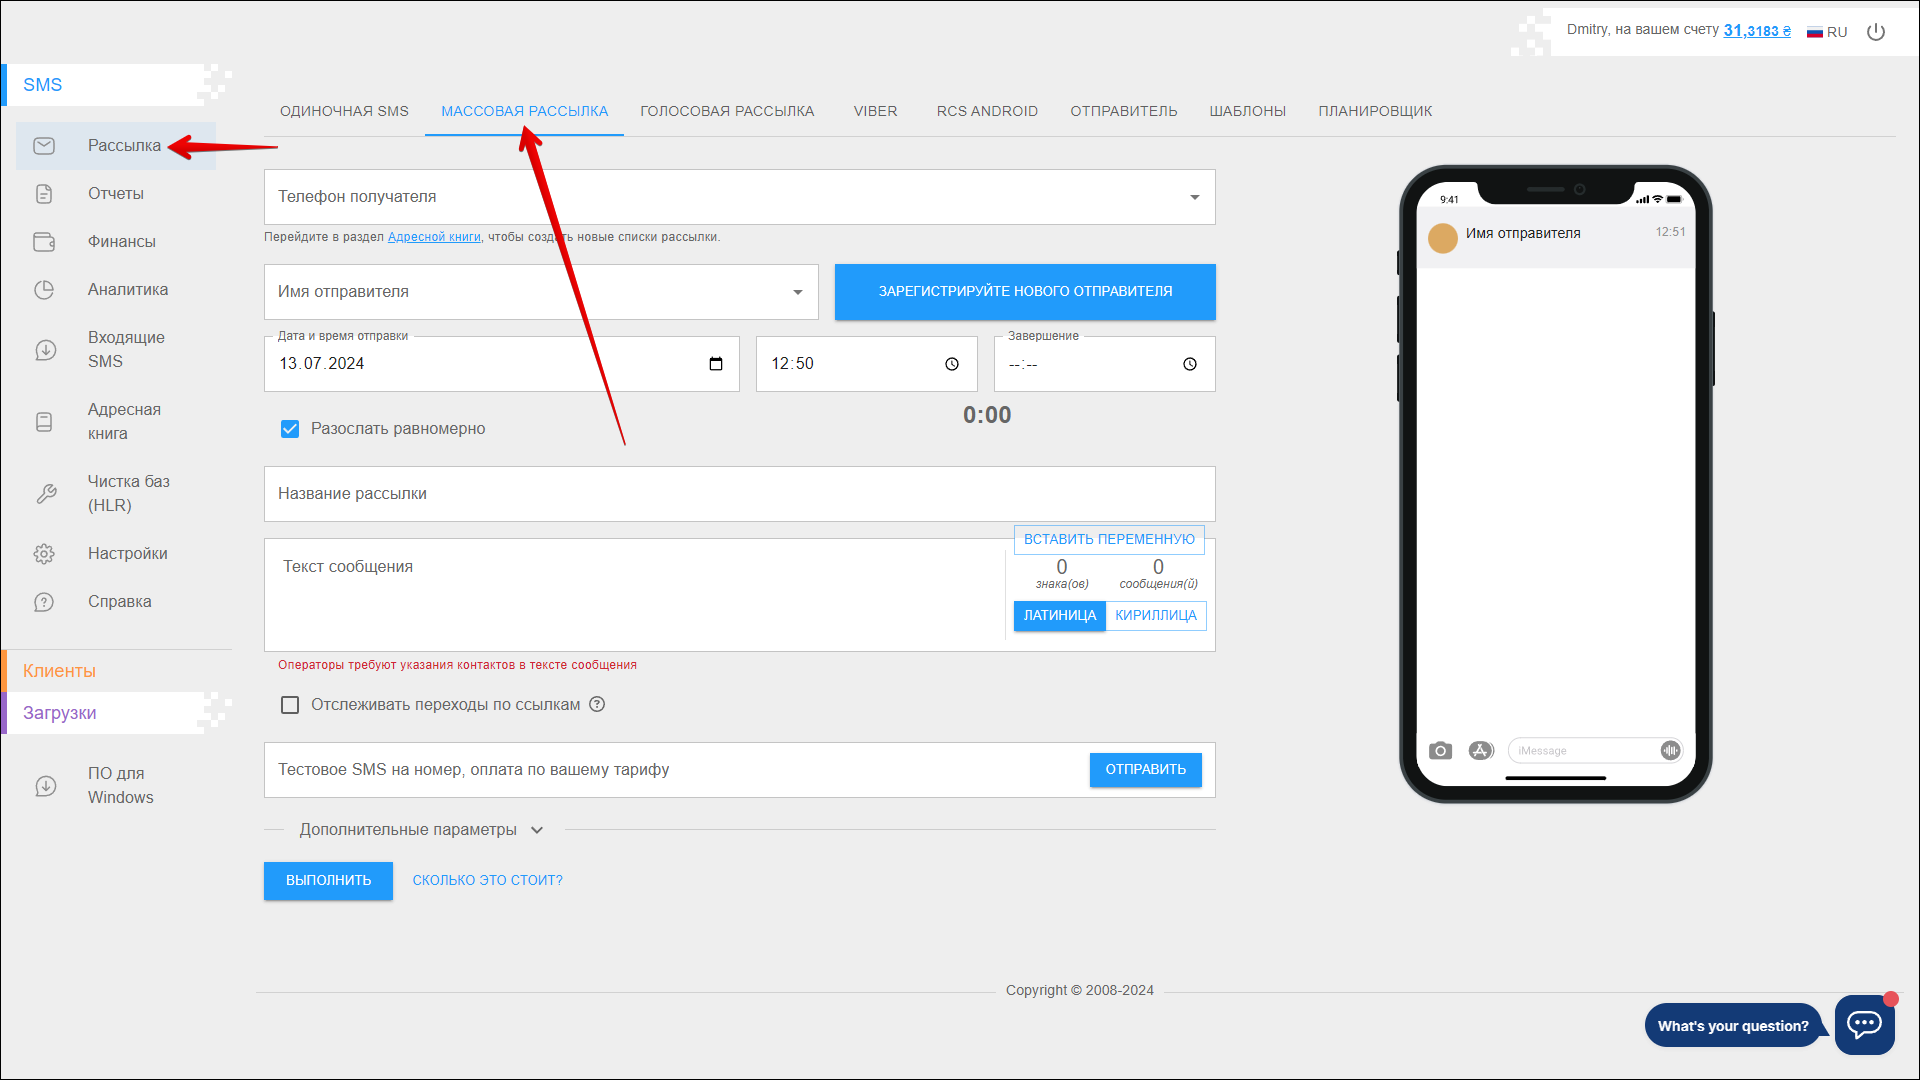 Dmitry, на вашем счету 31,3183 ₴ RU
SMS
Рассылка
Отчеты
Финансы
Аналитика
Входящие
SMS
Адресная
книга
Чистка баз
(HLR)
Настройки
Справка
Клиенты
Загрузки
ПО для
Windows
ОДИНОЧНАЯ SMS МАССОВАЯ РАССЫЛКА ГОЛОСОВАЯ РАССЫЛКА VIBER RCS ANDROID ОТПРАВИТЕЛЬ ШАБЛОНЫ ПЛАНИРОВЩИК
Телефон получателя
Перейдите в раздел Адресной книги, чтобы создать новые списки рассылки.
Имя отправителя
ЗАРЕГИСТРИРУЙТЕ НОВОГО ОТПРАВИТЕЛЯ
Дата и время отправки Завершение
13.07.2024 12:50 --:--
0:00
Разослать равномерно
Название рассылки
ВСТАВИТЬ ПЕРЕМЕННУЮ
Текст сообщения
0 0
знака(ов) сообщения(й)
ЛАТИНИЦА КИРИЛЛИЦА
Операторы требуют указания контактов в тексте сообщения
Отслеживать переходы по ссылкам ?
Тестовое SMS на номер, оплата по вашему тарифу ОТПРАВИТЬ
Дополнительные параметры
ВЫПОЛНИТЬ СКОЛЬКО ЭТО СТОИТ?
9:41
Имя отправителя 12:51
iMessage
Copyright © 2008-2024
What's your question?